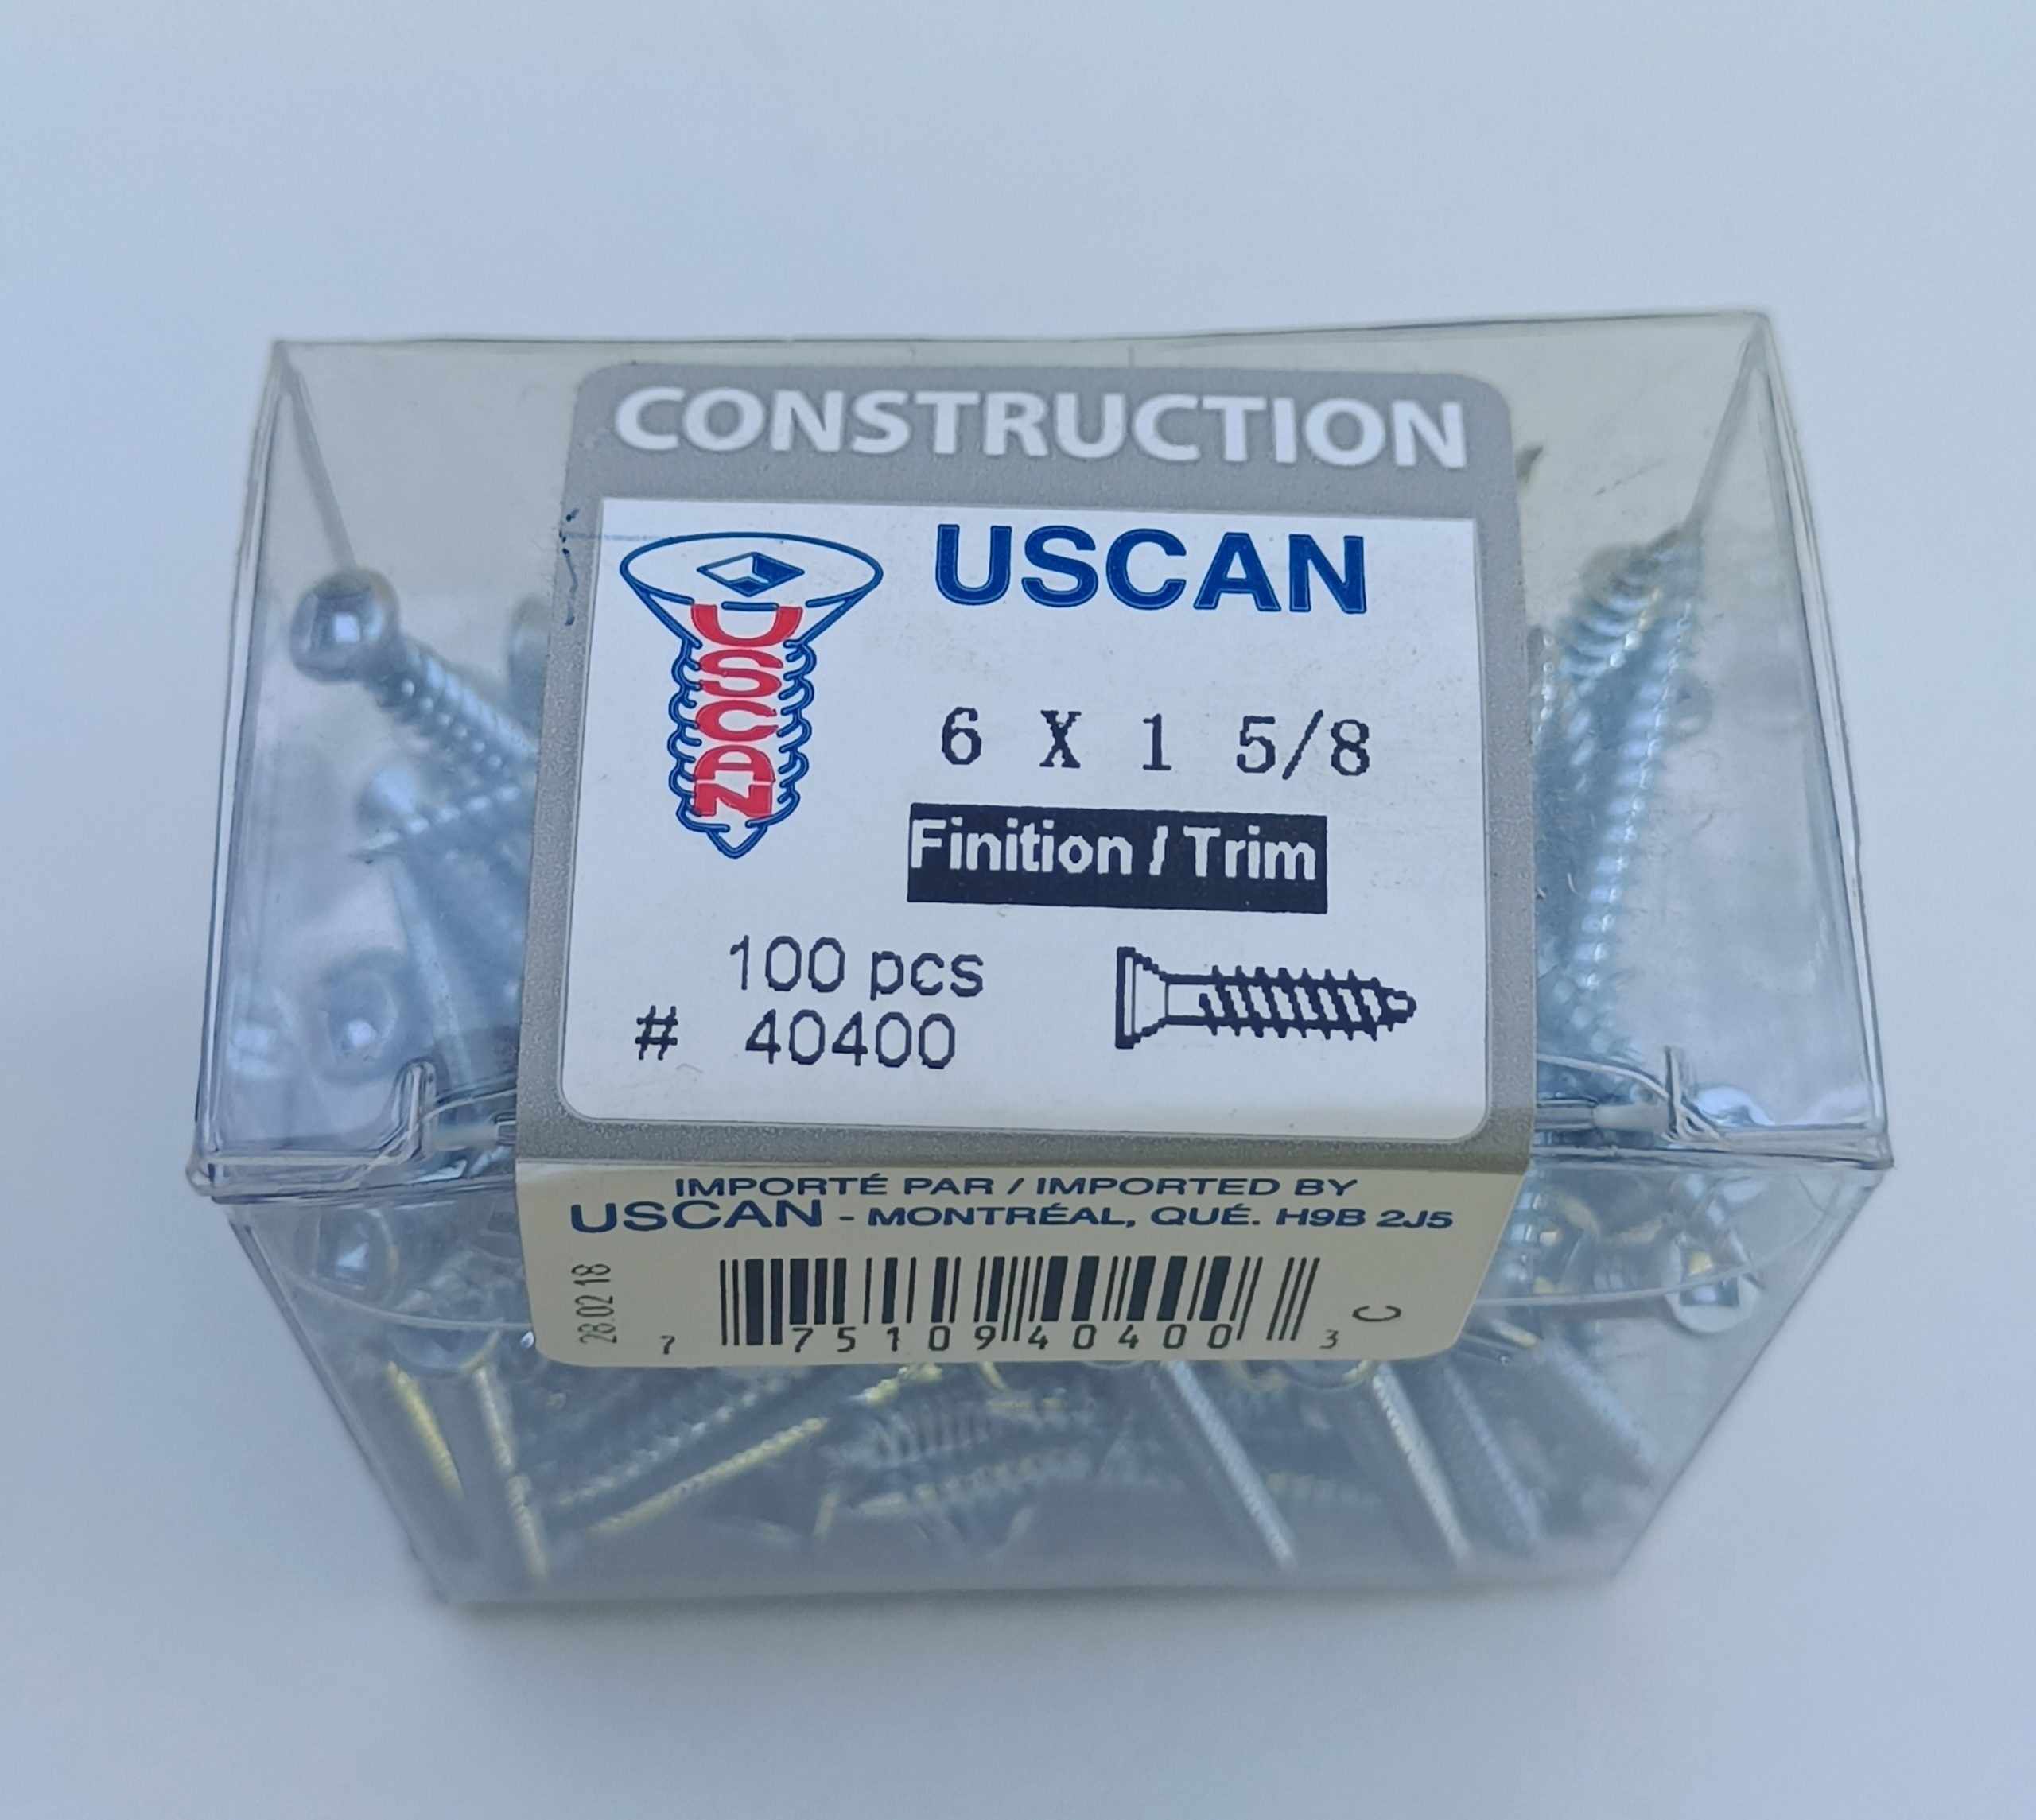 CONSTRUCTION
USCAN
USCAN
6 X 1 5/8
Finition / Trim
100 pcs
# 40400
IMPORTÉ PAR / IMPORTED BY
USCAN - MONTRÉAL, QUÉ. H9B 2J5
28.02 18
7 75109 40400 3 C